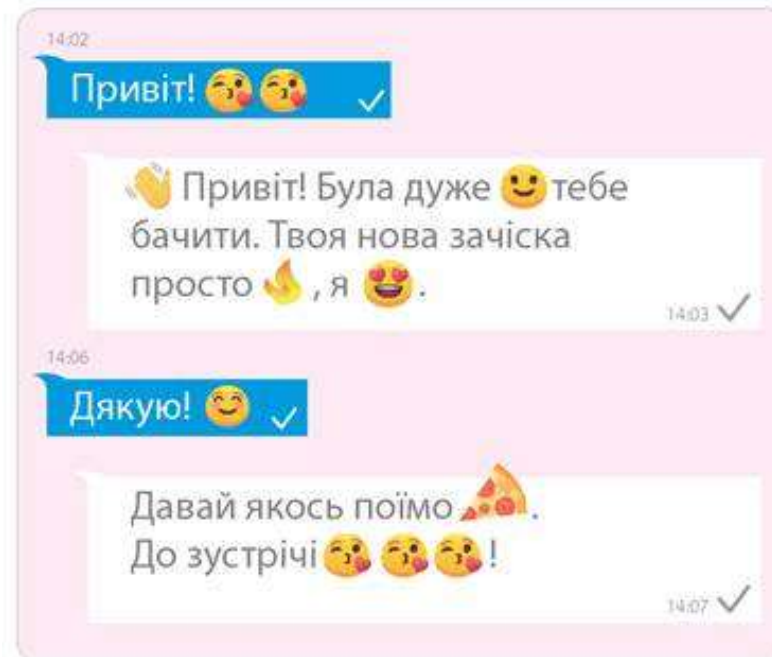 14:02
Привіт! 😘😘
👋 Привіт! Була дуже 🙂 тебе
бачити. Твоя нова зачіска
просто 🔥, я 😍.
14:03
14:06
Дякую! 😊
Давай якось поїмо 🍕.
До зустрічі 😘😘😘!
14:07